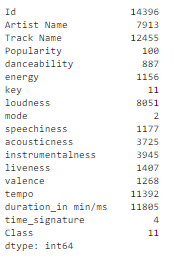 Id 14396
Artist Name 7913
Track Name 12455
Popularity 100
danceability 887
energy 1156
key 11
loudness 8051
mode 2
speechiness 1177
acousticness 3725
instrumentalness 3945
liveness 1407
valence 1268
tempo 11392
duration_in min/ms 11805
time_signature 4
Class 11
dtype: int64